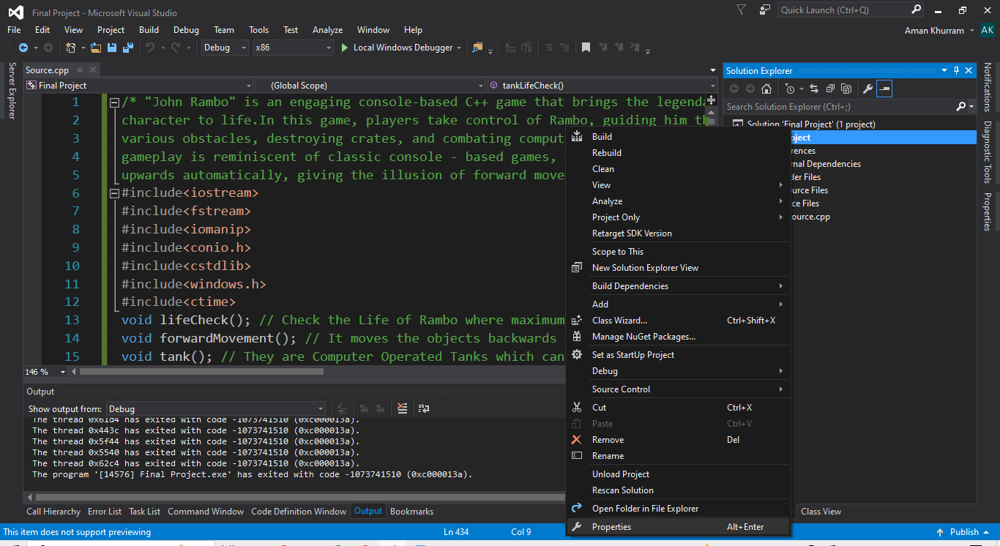 Final Project - Microsoft Visual Studio
Quick Launch (Ctrl+Q)
File Edit View Project Build Debug Team Tools Test Analyze Window Help
Aman Khurram AK
Debug x86 Local Windows Debugger
Server Explorer
Source.cpp
Final Project (Global Scope) tankLifeCheck()
1 /* "John Rambo" is an engaging console-based C++ game that brings the legenda
2 character to life.In this game, players take control of Rambo, guiding him th
3 various obstacles, destroying crates, and combating comput
4 gameplay is reminiscent of classic console - based games,
5 upwards automatically, giving the illusion of forward move
6 #include<iostream>
7 #include<fstream>
8 #include<iomanip>
9 #include<conio.h>
10 #include<cstdlib>
11 #include<windows.h>
12 #include<ctime>
13 void lifeCheck(); // Check the Life of Rambo where maximum
14 void forwardMovement(); // It moves the objects backwards
15 void tank(); // They are Computer Operated Tanks which can
146 %
Output
Show output from: Debug
The thread 0x61d4 has exited with code -1073741510 (0xc000013a).
The thread 0x443c has exited with code -1073741510 (0xc000013a).
The thread 0x5f44 has exited with code -1073741510 (0xc000013a).
The thread 0x5540 has exited with code -1073741510 (0xc000013a).
The thread 0x62c4 has exited with code -1073741510 (0xc000013a).
The program '[14576] Final Project.exe' has exited with code -1073741510 (0xc000013a).
Call Hierarchy Error List Task List Command Window Code Definition Window Output Bookmarks
Solution Explorer
Search Solution Explorer (Ctrl+;)
Solution 'Final Project' (1 project)
oject
rences
rnal Dependencies
der Files
urce Files
ce Files
ource.cpp
Class View
Notifications
Diagnostic Tools
Properties
Build
Rebuild
Clean
View
Analyze
Project Only
Retarget SDK Version
Scope to This
New Solution Explorer View
Build Dependencies
Add
Class Wizard... Ctrl+Shift+X
Manage NuGet Packages...
Set as StartUp Project
Debug
Source Control
Cut Ctrl+X
Paste Ctrl+V
Remove Del
Rename
Unload Project
Rescan Solution
Open Folder in File Explorer
Properties Alt+Enter
This item does not support previewing Ln 434 Col 9 Publish